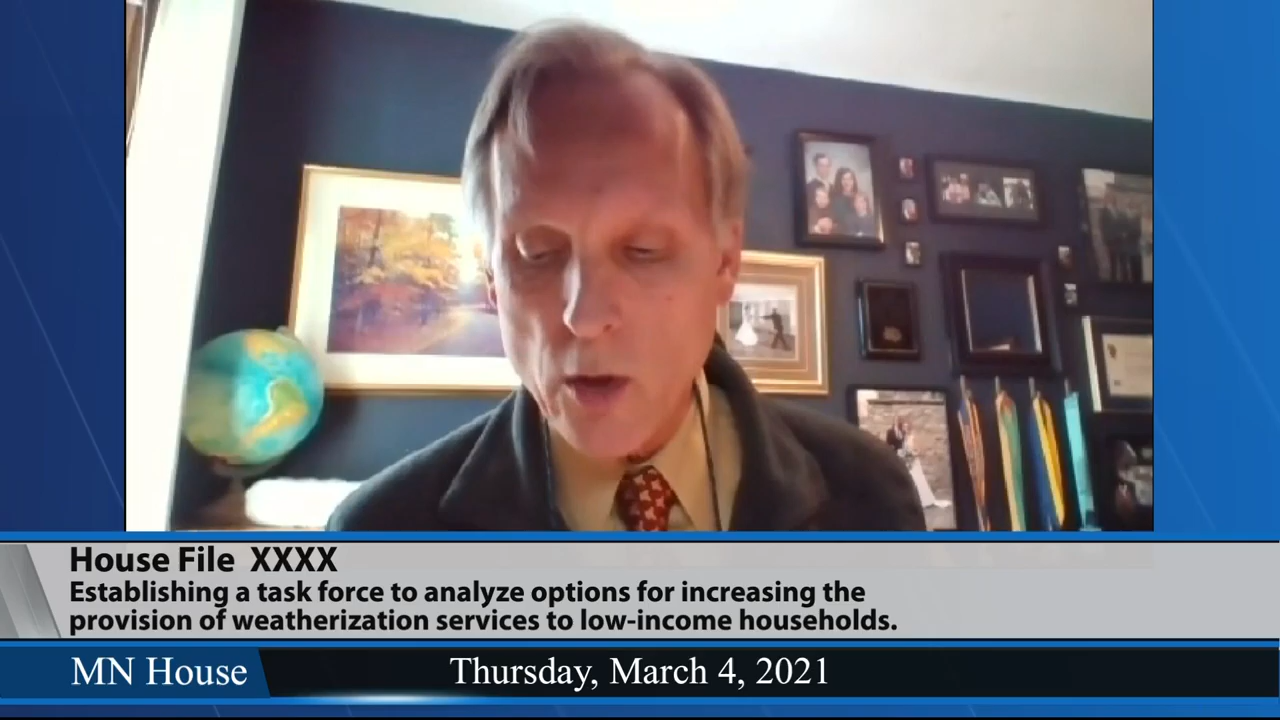 House File XXXX
Establishing a task force to analyze options for increasing the
provision of weatherization services to low-income households.
MN House
Thursday, March 4, 2021